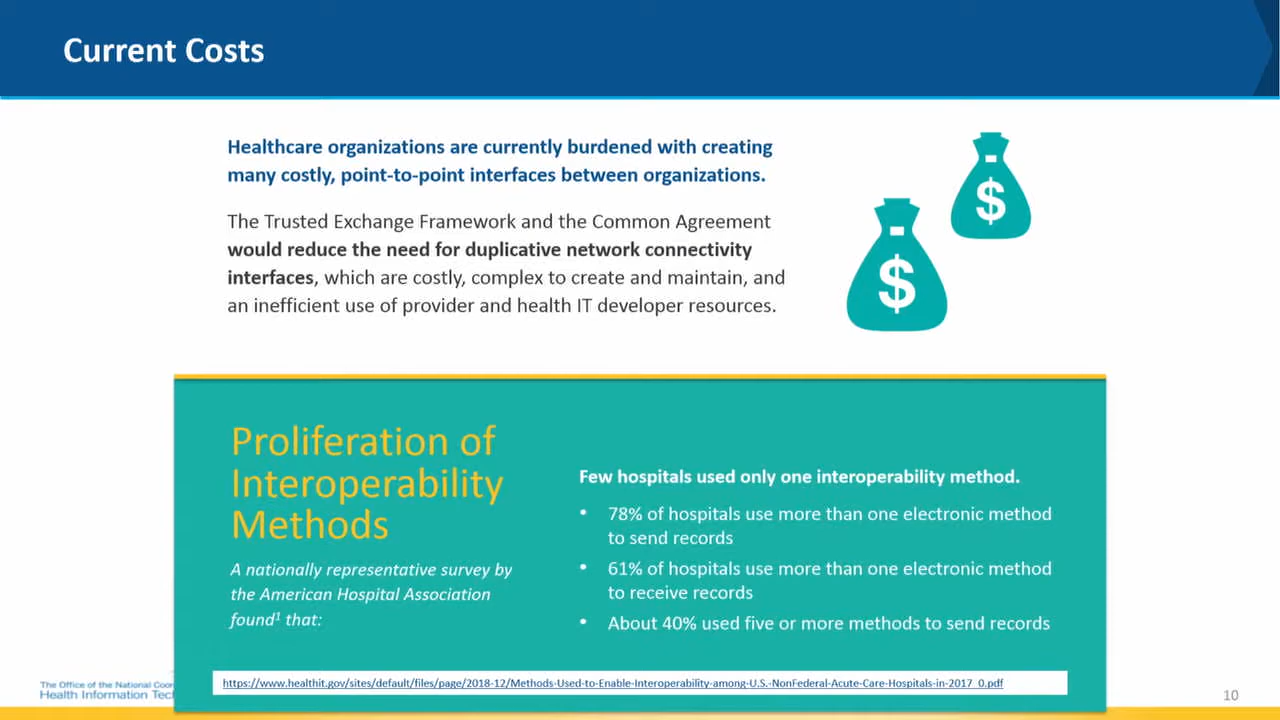 Current Costs
Healthcare organizations are currently burdened with creating
many costly, point-to-point interfaces between organizations.
The Trusted Exchange Framework and the Common Agreement
would reduce the need for duplicative network connectivity
interfaces, which are costly, complex to create and maintain, and
an inefficient use of provider and health IT developer resources.
$
$
Proliferation of
Interoperability
Methods
A nationally representative survey by
the American Hospital Association
found¹ that:
Few hospitals used only one interoperability method.
• 78% of hospitals use more than one electronic method
to send records
• 61% of hospitals use more than one electronic method
to receive records
• About 40% used five or more methods to send records
The Office of the National Coor
Health Information Tec
https://www.healthit.gov/sites/default/files/page/2018-12/Methods-Used-to-Enable-Interoperability-among-U.S.-NonFederal-Acute-Care-Hospitals-in-2017_0.pdf
10